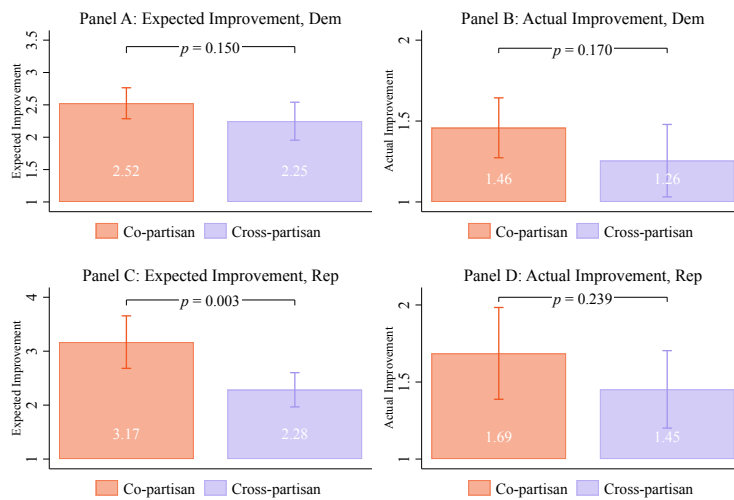 Panel A: Expected Improvement, Dem
Expected Improvement
1 1.5 2 2.5 3 3.5
p = 0.150
2.52 2.25
Co-partisan Cross-partisan
Panel B: Actual Improvement, Dem
Actual Improvement
1 1.5 2
p = 0.170
1.46 1.26
Co-partisan Cross-partisan
Panel C: Expected Improvement, Rep
Expected Improvement
1 2 3 4
p = 0.003
3.17 2.28
Co-partisan Cross-partisan
Panel D: Actual Improvement, Rep
Actual Improvement
1 1.5 2
p = 0.239
1.69 1.45
Co-partisan Cross-partisan